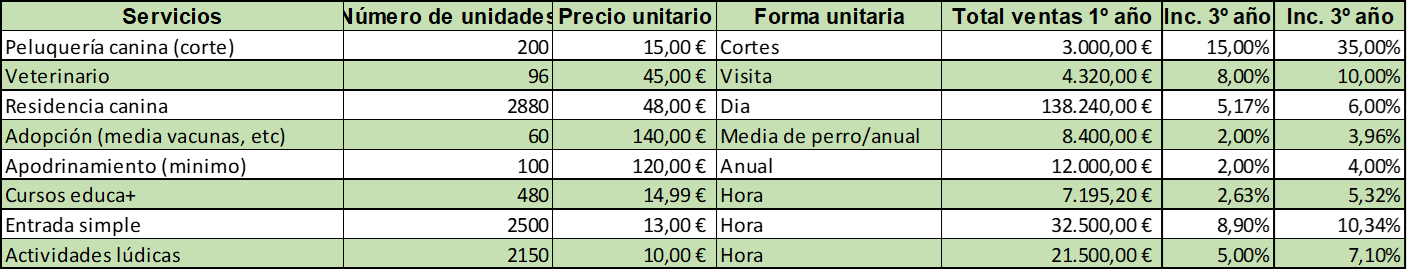 Servicios Número de unidades Precio unitario Forma unitaria Total ventas 1º año Inc. 3º año Inc. 3º año
Peluquería canina (corte) 200 15,00 € Cortes 3.000,00 € 15,00% 35,00%
Veterinario 96 45,00 € Visita 4.320,00 € 8,00% 10,00%
Residencia canina 2880 48,00 € Dia 138.240,00 € 5,17% 6,00%
Adopción (media vacunas, etc) 60 140,00 € Media de perro/anual 8.400,00 € 2,00% 3,96%
Apodrinamiento (minimo) 100 120,00 € Anual 12.000,00 € 2,00% 4,00%
Cursos educa+ 480 14,99 € Hora 7.195,20 € 2,63% 5,32%
Entrada simple 2500 13,00 € Hora 32.500,00 € 8,90% 10,34%
Actividades lúdicas 2150 10,00 € Hora 21.500,00 € 5,00% 7,10%